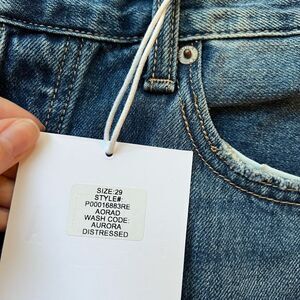 SIZE:29
STYLE#:
P00016883RE
AORAD
WASH CODE:
AURORA
DISTRESSED